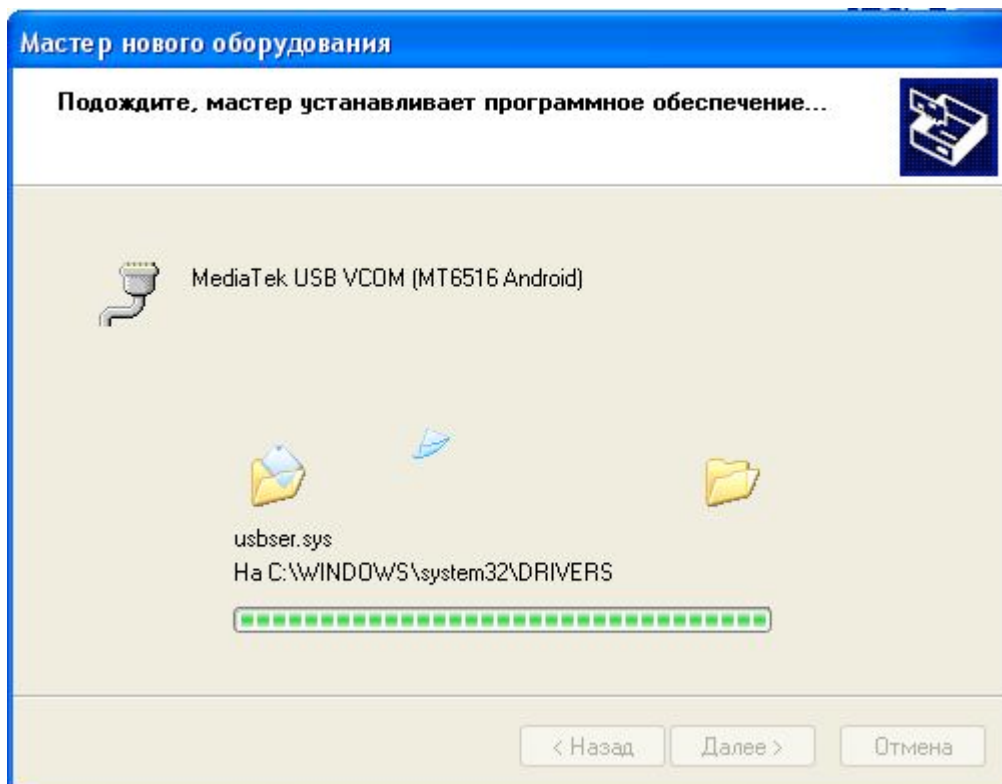 Мастер нового оборудования
Подождите, мастер устанавливает программное обеспечение...
MediaTek USB VCOM (MT6516 Android)
usbser.sys
На C:\WINDOWS\system32\DRIVERS
< Назад
Далее >
Отмена